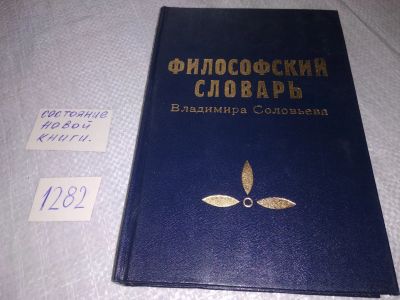 ФИЛОСОФСКИЙ
СЛОВАРЬ
Владимира Соловьева
состояние
новой
книги.
1282